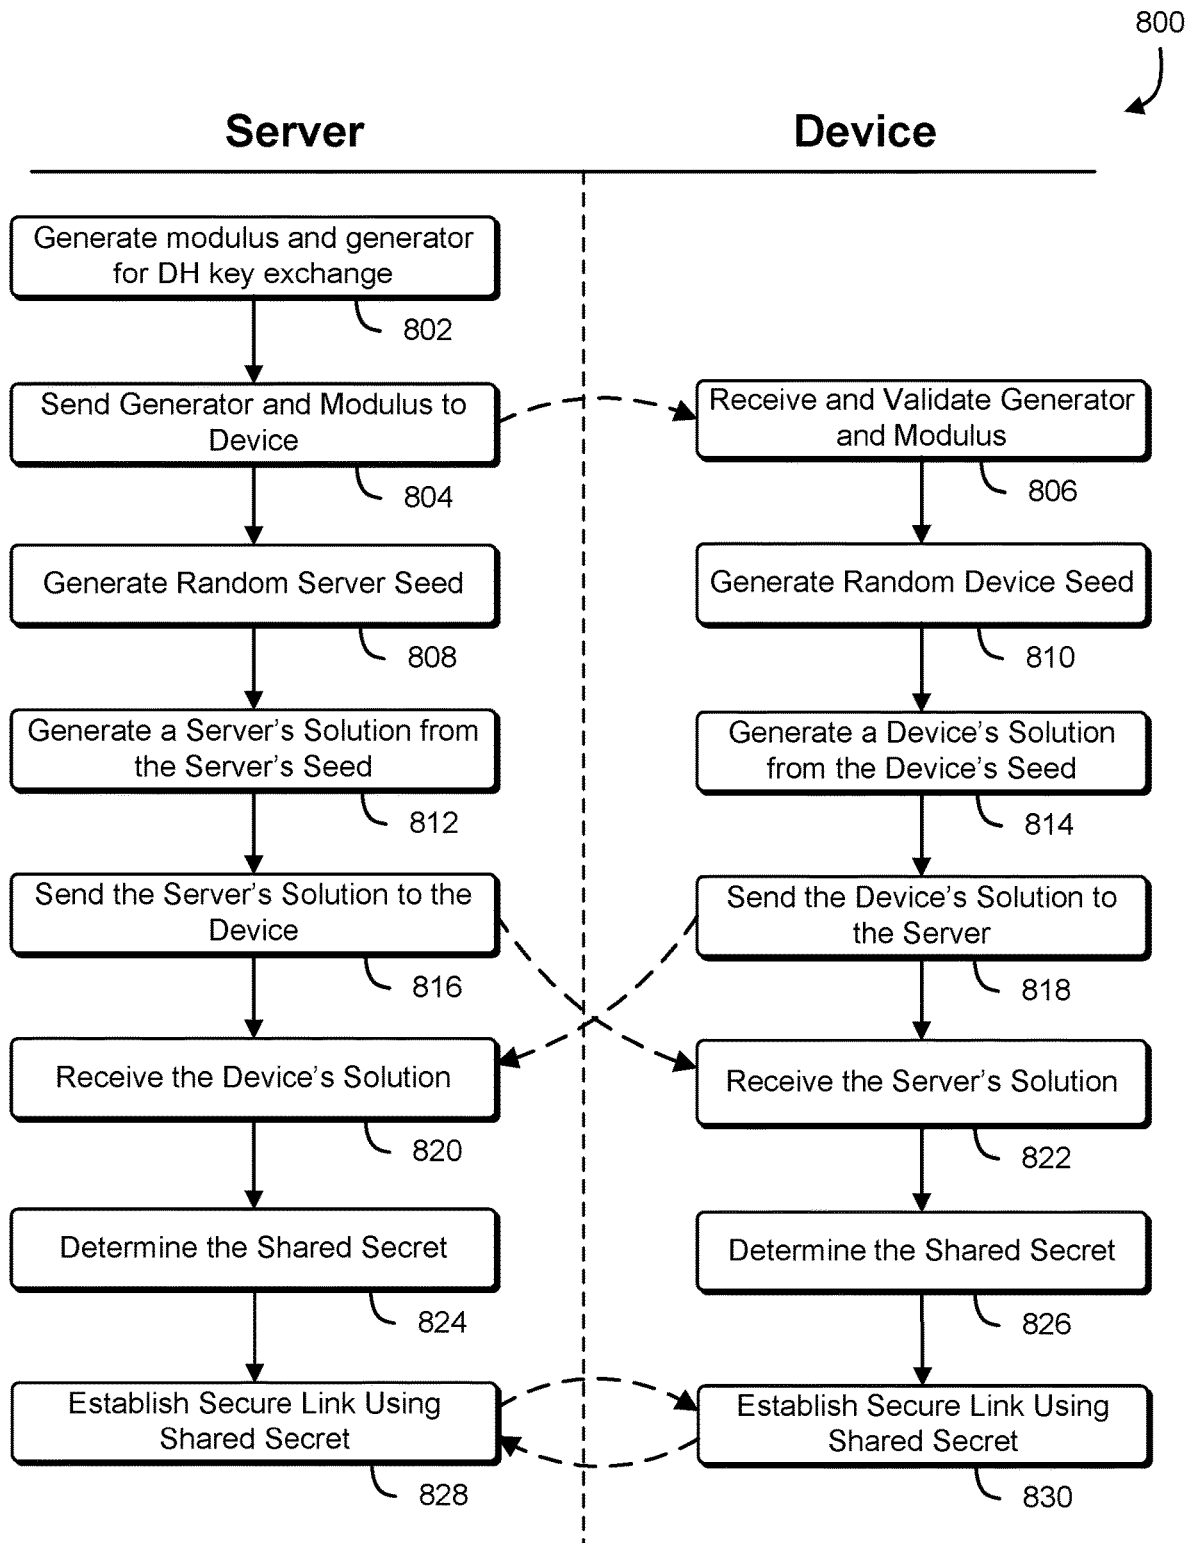 800
Server
Device
Generate modulus and generator
for DH key exchange
802
Send Generator and Modulus to
Device
804
Receive and Validate Generator
and Modulus
806
Generate Random Server Seed
808
Generate Random Device Seed
810
Generate a Server's Solution from
the Server's Seed
812
Generate a Device's Solution
from the Device's Seed
814
Send the Server's Solution to the
Device
816
Send the Device's Solution to
the Server
818
Receive the Device's Solution
820
Receive the Server's Solution
822
Determine the Shared Secret
824
Determine the Shared Secret
826
Establish Secure Link Using
Shared Secret
828
Establish Secure Link Using
Shared Secret
830